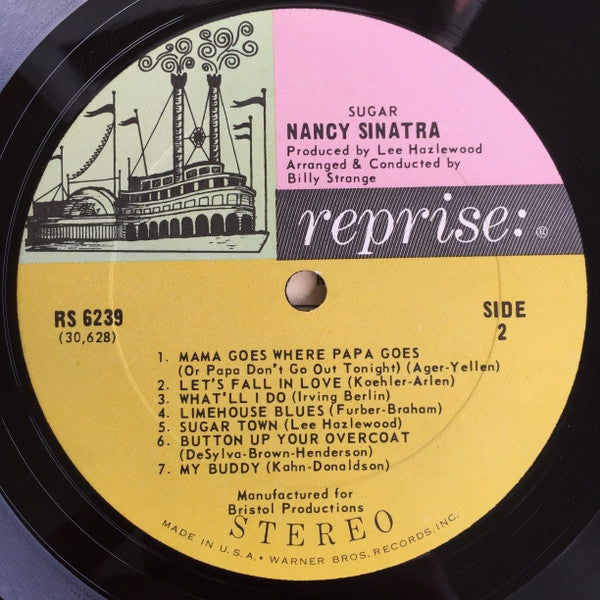 SUGAR
NANCY SINATRA
Produced by Lee Hazlewood
Arranged & Conducted by
Billy Strange
reprise: ®
RS 6239
(30,628)
SIDE
2
1. MAMA GOES WHERE PAPA GOES
(Or Papa Don't Go Out Tonight) (Ager-Yellen)
2. LET'S FALL IN LOVE (Koehler-Arlen)
3. WHAT'LL I DO (Irving Berlin)
4. LIMEHOUSE BLUES (Furber-Braham)
5. SUGAR TOWN (Lee Hazlewood)
6. BUTTON UP YOUR OVERCOAT
(DeSylva-Brown-Henderson)
7. MY BUDDY (Kahn-Donaldson)
Manufactured for
Bristol Productions
STEREO
MADE IN U.S.A. • WARNER BROS. RECORDS, INC.